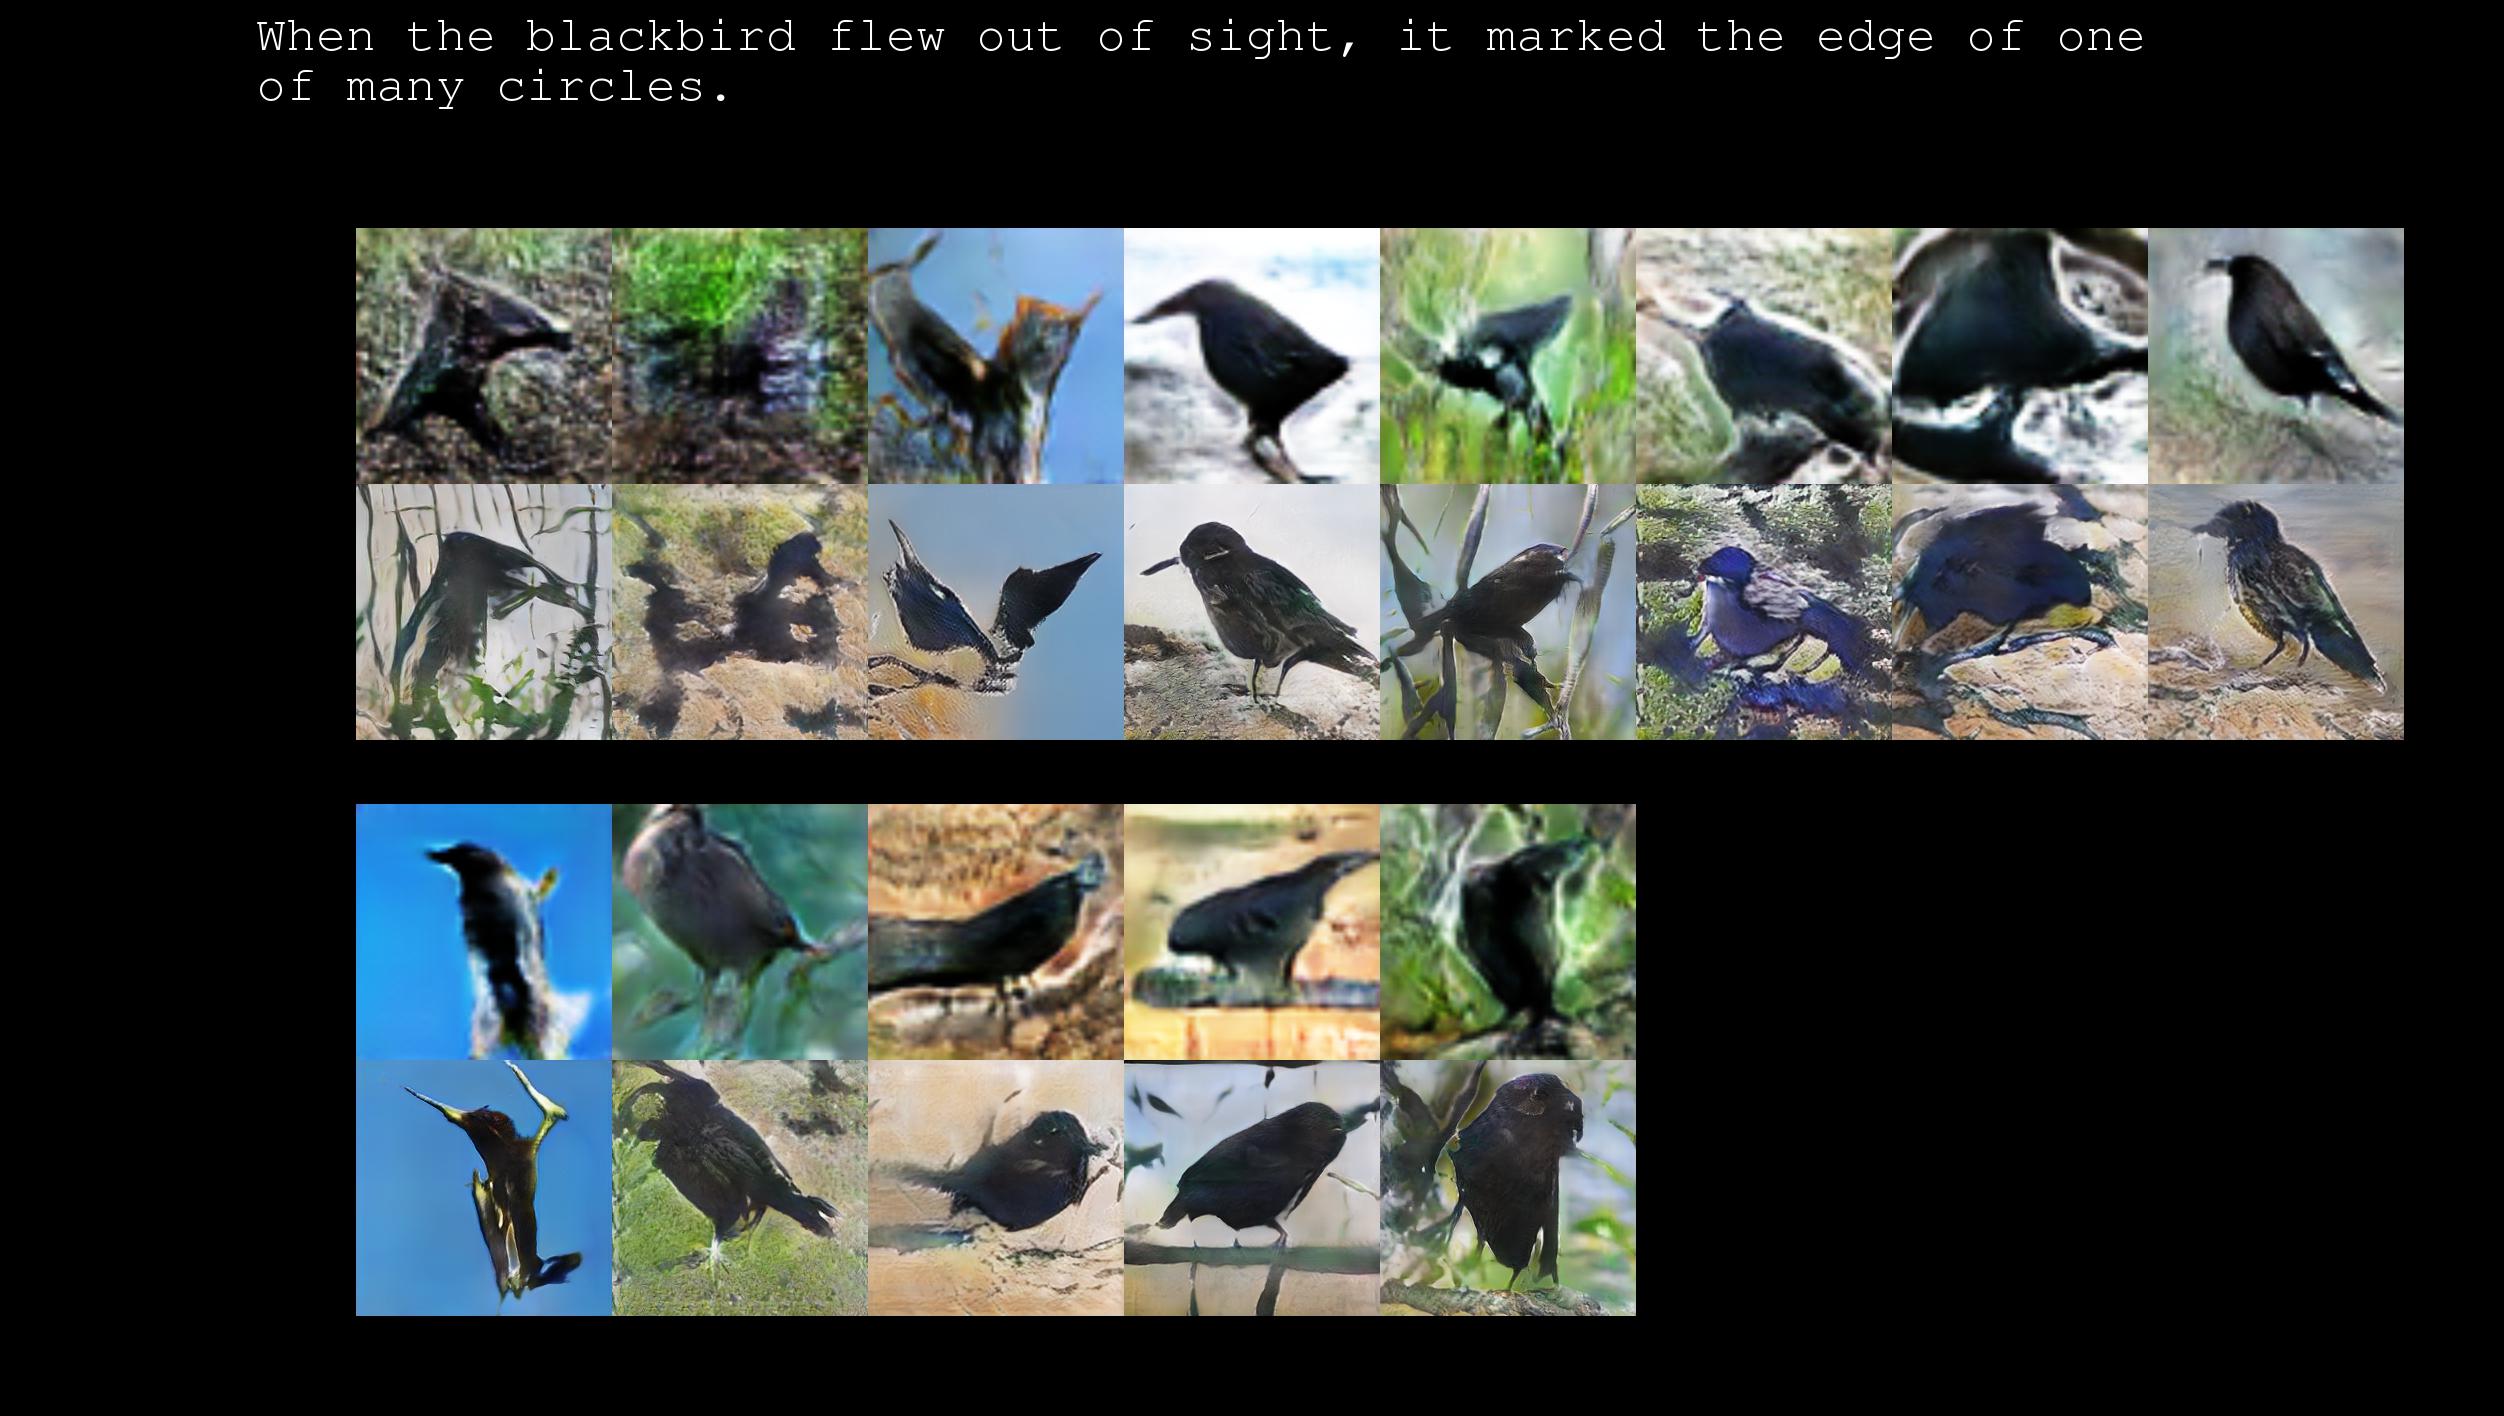 When the blackbird flew out of sight, it marked the edge of one
of many circles.